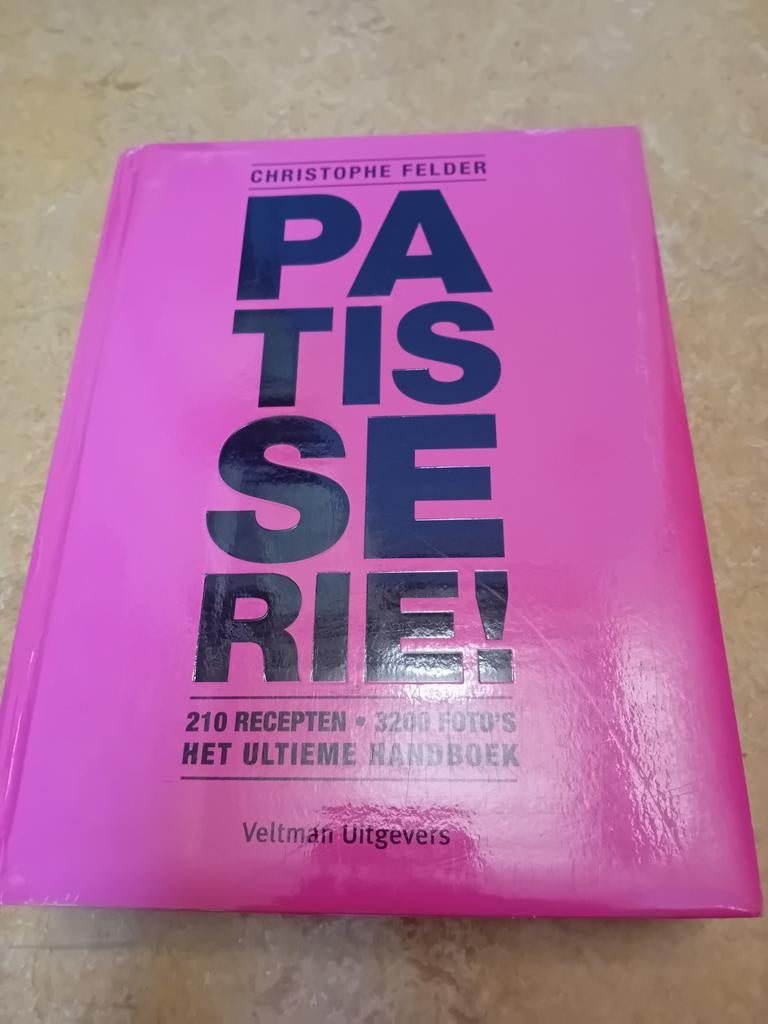 CHRISTOPHE FELDER
PA
TIS
SE
RIE!
210 RECEPTEN • 3200 FOTO'S
HET ULTIEME HANDBOEK
Veltman Uitgevers